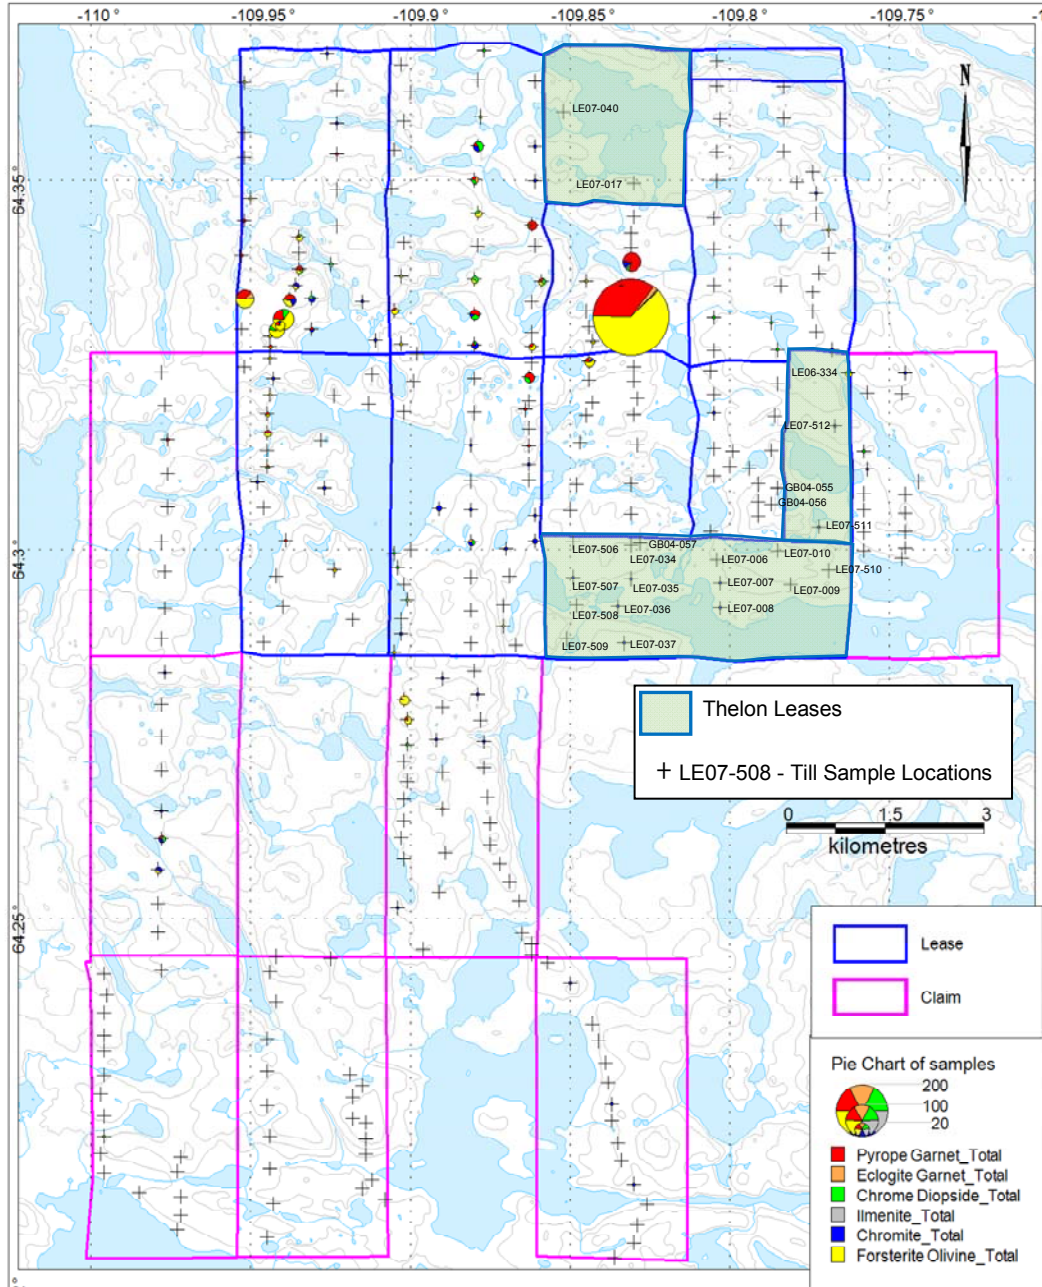 -110 °
-109.95 °
-109.9 °
-109.85 °
-109.8 °
-109.75 °
-1
N
64.35 °
64.3 °
64.25 °
LE07-040
LE07-017
LE06-334
LE07-512
GB04-055
GB04-056
LE07-511
LE07-506
GB04-057
LE07-034
LE07-006
LE07-010
LE07-510
LE07-507
LE07-035
LE07-007
LE07-009
LE07-508
LE07-036
LE07-008
LE07-509
LE07-037
Thelon Leases
+ LE07-508 - Till Sample Locations
0 1.5 3
kilometres
Lease
Claim
Pie Chart of samples
200
100
20
Pyrope Garnet_Total
Eclogite Garnet_Total
Chrome Diopside_Total
Ilmenite_Total
Chromite_Total
Forsterite Olivine_Total